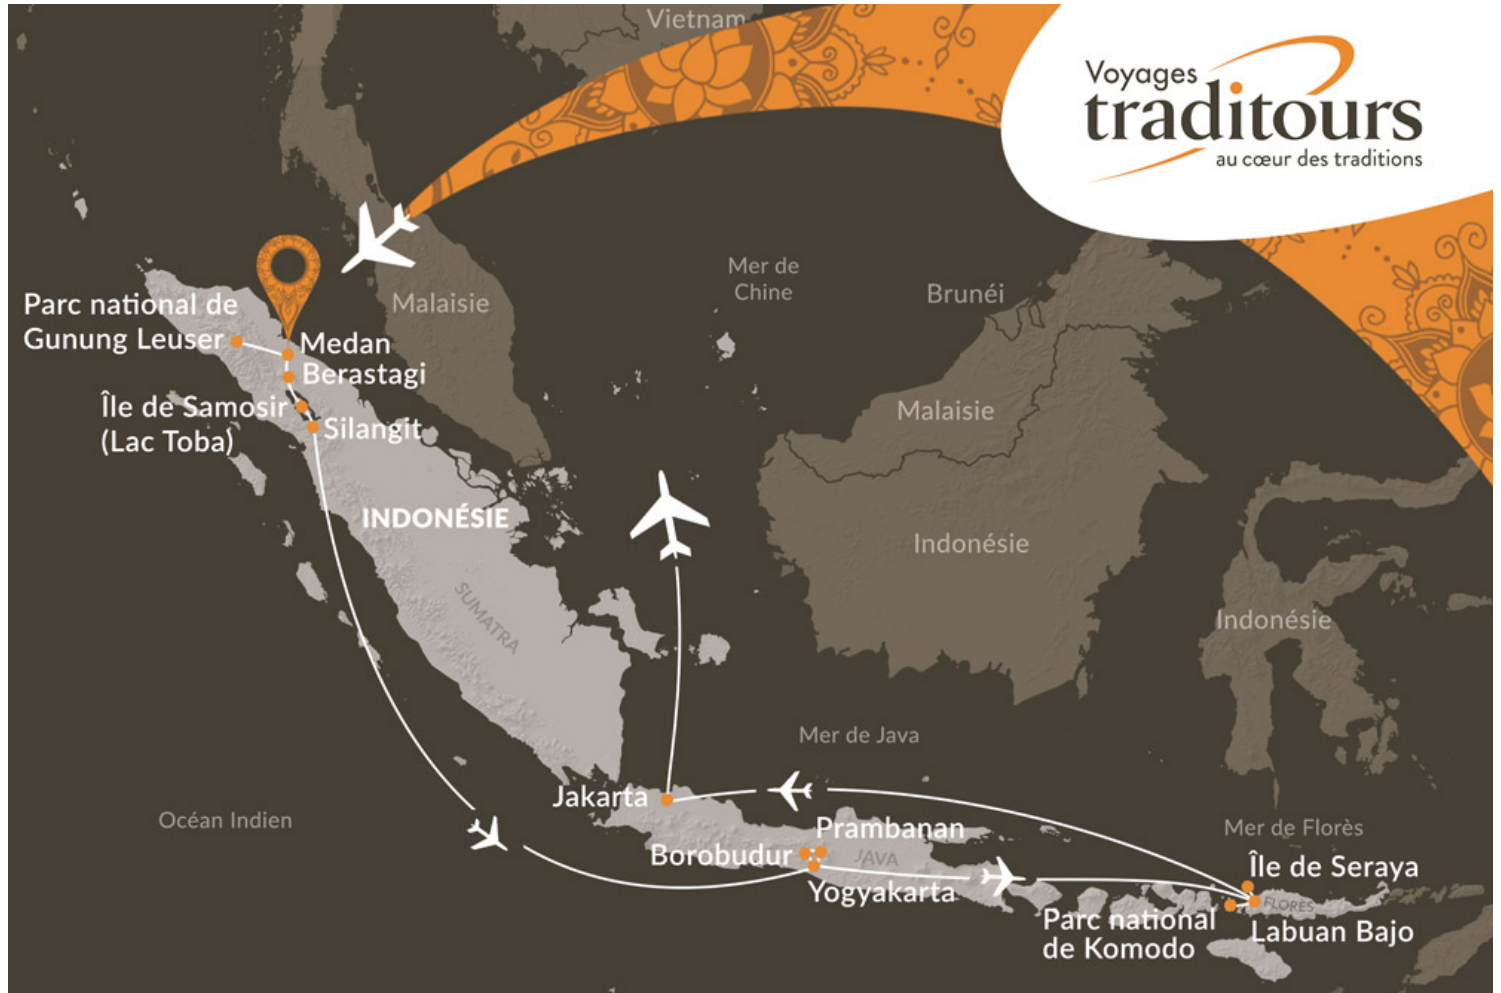 Vietnam
Voyages
traditours
au cœur des traditions
Mer de
Chine
Brunéi
Malaisie
Parc national de
Gunung Leuser
Medan
Berastagi
Île de Samosir
(Lac Toba)
Silangit
Malaisie
INDONÉSIE
Indonésie
SUMATRA
Indonésie
Mer de Java
Jakarta
Océan Indien
Prambanan
Mer de Florès
Borobudur
JAVA
Yogyakarta
Île de Seraya
FLORÈS
Parc national
de Komodo
Labuan Bajo